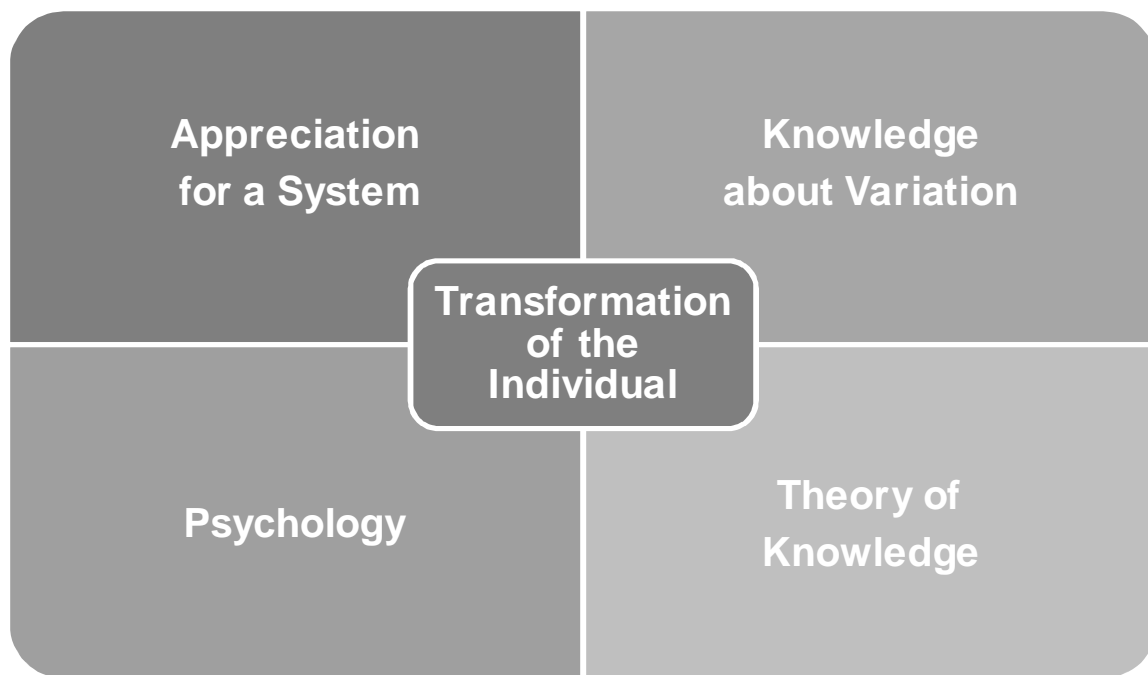 Appreciation
for a System
Knowledge
about Variation
Transformation
of the
Individual
Psychology
Theory of
Knowledge